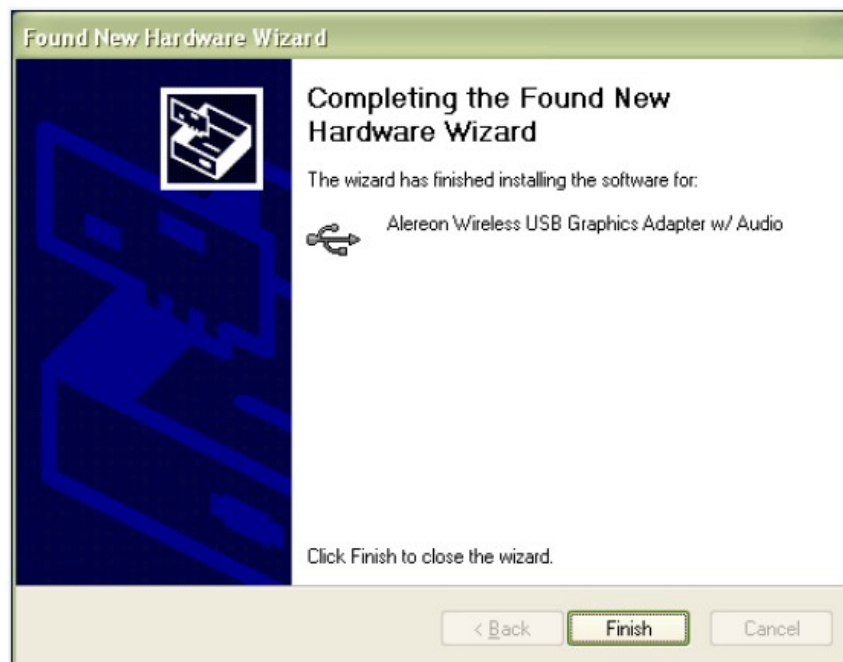 Found New Hardware Wizard
Completing the Found New
Hardware Wizard
The wizard has finished installing the software for:
Alereon Wireless USB Graphics Adapter w/ Audio
Click Finish to close the wizard.
< Back Finish Cancel